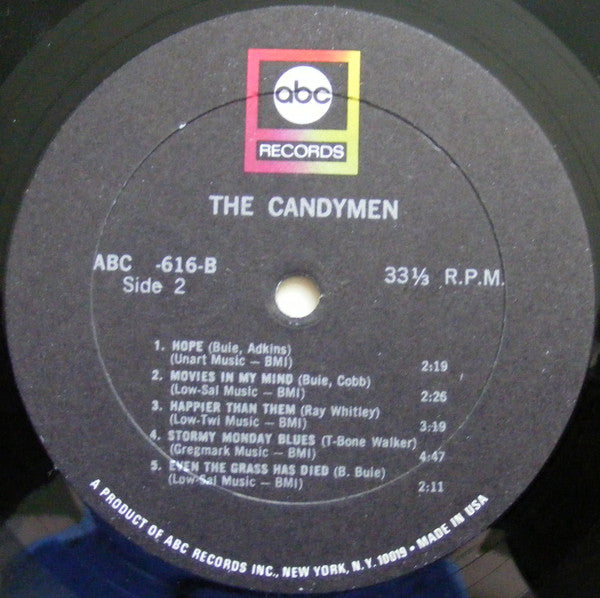 abc
RECORDS
THE CANDYMEN
ABC -616-B
Side 2
33⅓ R.P.M.
1. HOPE (Buie, Adkins)
(Unart Music — BMI) 2:19
2. MOVIES IN MY MIND (Buie, Cobb)
(Low-Sal Music — BMI) 2:26
3. HAPPIER THAN THEM (Ray Whitley)
(Low-Twi Music — BMI) 3:19
4. STORMY MONDAY BLUES (T-Bone Walker)
(Gregmark Music — BMI) 4:47
5. EVEN THE GRASS HAS DIED (B. Buie)
(Low-Sal Music — BMI) 2:11
A PRODUCT OF ABC RECORDS INC., NEW YORK, N.Y. 10019 • MADE IN USA